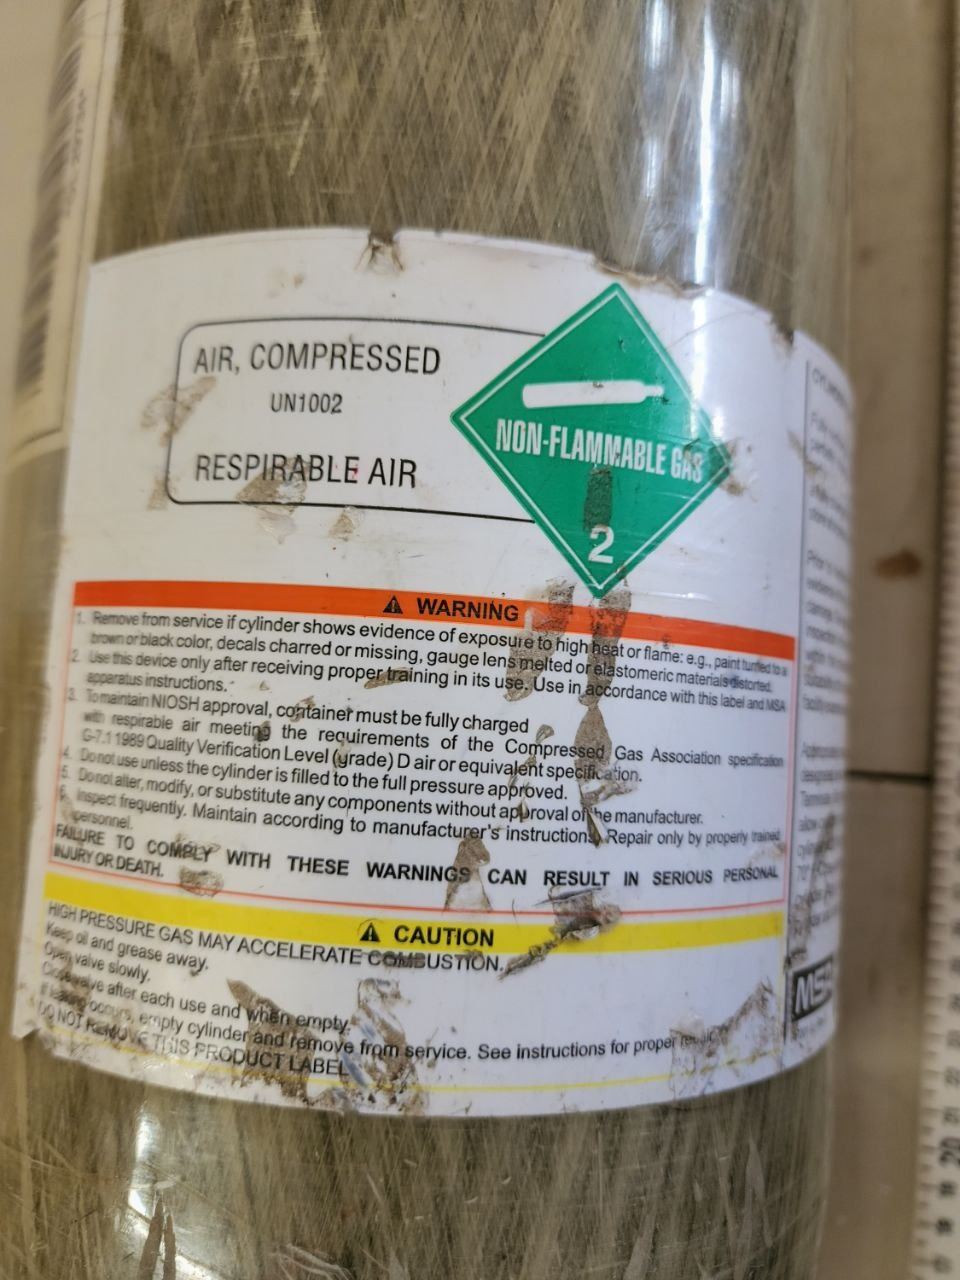 AIR, COMPRESSED
UN1002
RESPIRABLE AIR
NON-FLAMMABLE GAS
2
WARNING
1. Remove from service if cylinder shows evidence of exposure to high heat or flame: e.g., paint turned to a
brown or black color, decals charred or missing, gauge lens melted or elastomeric materials distorted.
2. Use this device only after receiving proper training in its use. Use in accordance with this label and MSA
apparatus instructions.
3. To maintain NIOSH approval, container must be fully charged
with respirable air meeting the requirements of the Compressed Gas Association specification
G-7.1 1989 Quality Verification Level (grade) D air or equivalent specification.
4. Do not use unless the cylinder is filled to the full pressure approved.
5. Do not alter, modify, or substitute any components without approval of the manufacturer.
6. Inspect frequently. Maintain according to manufacturer's instructions. Repair only by properly trained
personnel.
FAILURE TO COMPLY WITH THESE WARNINGS CAN RESULT IN SERIOUS PERSONAL
INJURY OR DEATH.
CAUTION
HIGH PRESSURE GAS MAY ACCELERATE COMBUSTION.
Keep oil and grease away.
Open valve slowly.
Close valve after each use and when empty.
If leaking occurs, empty cylinder and remove from service. See instructions for proper
DO NOT REMOVE THIS PRODUCT LABEL
MSA
20